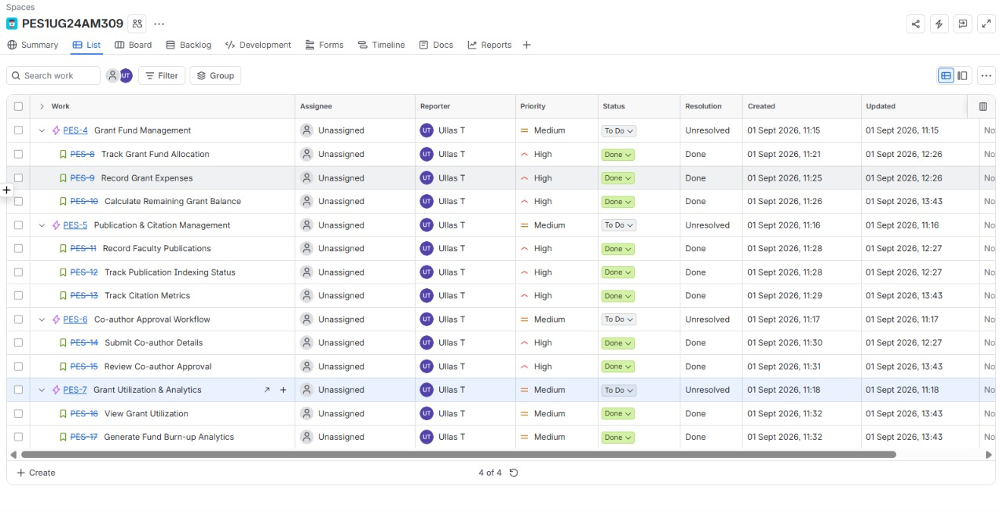 Spaces
PES1UG24AM309
Summary List Board Backlog Development Forms Timeline Docs Reports
Search work UT Filter Group
Work Assignee Reporter Priority Status Resolution Created Updated
PES-4 Grant Fund Management Unassigned UT Ullas T Medium To Do Unresolved 01 Sept 2026, 11:15 01 Sept 2026, 11:15 No
PES-8 Track Grant Fund Allocation Unassigned UT Ullas T High Done Done 01 Sept 2026, 11:21 01 Sept 2026, 12:26 No
PES-9 Record Grant Expenses Unassigned UT Ullas T High Done Done 01 Sept 2026, 11:25 01 Sept 2026, 12:26 No
PES-10 Calculate Remaining Grant Balance Unassigned UT Ullas T High Done Done 01 Sept 2026, 11:26 01 Sept 2026, 13:43 No
PES-5 Publication & Citation Management Unassigned UT Ullas T Medium To Do Unresolved 01 Sept 2026, 11:16 01 Sept 2026, 11:16 No
PES-11 Record Faculty Publications Unassigned UT Ullas T High Done Done 01 Sept 2026, 11:28 01 Sept 2026, 12:27 No
PES-12 Track Publication Indexing Status Unassigned UT Ullas T High Done Done 01 Sept 2026, 11:28 01 Sept 2026, 12:27 No
PES-13 Track Citation Metrics Unassigned UT Ullas T High Done Done 01 Sept 2026, 11:29 01 Sept 2026, 13:43 No
PES-6 Co-author Approval Workflow Unassigned UT Ullas T Medium To Do Unresolved 01 Sept 2026, 11:17 01 Sept 2026, 11:17 No
PES-14 Submit Co-author Details Unassigned UT Ullas T High Done Done 01 Sept 2026, 11:30 01 Sept 2026, 12:27 No
PES-15 Review Co-author Approval Unassigned UT Ullas T High Done Done 01 Sept 2026, 11:31 01 Sept 2026, 13:43 No
PES-7 Grant Utilization & Analytics Unassigned UT Ullas T Medium To Do Unresolved 01 Sept 2026, 11:18 01 Sept 2026, 11:18 No
PES-16 View Grant Utilization Unassigned UT Ullas T Medium Done Done 01 Sept 2026, 11:32 01 Sept 2026, 13:43 No
PES-17 Generate Fund Burn-up Analytics Unassigned UT Ullas T Medium Done Done 01 Sept 2026, 11:32 01 Sept 2026, 13:43 No
Create 4 of 4